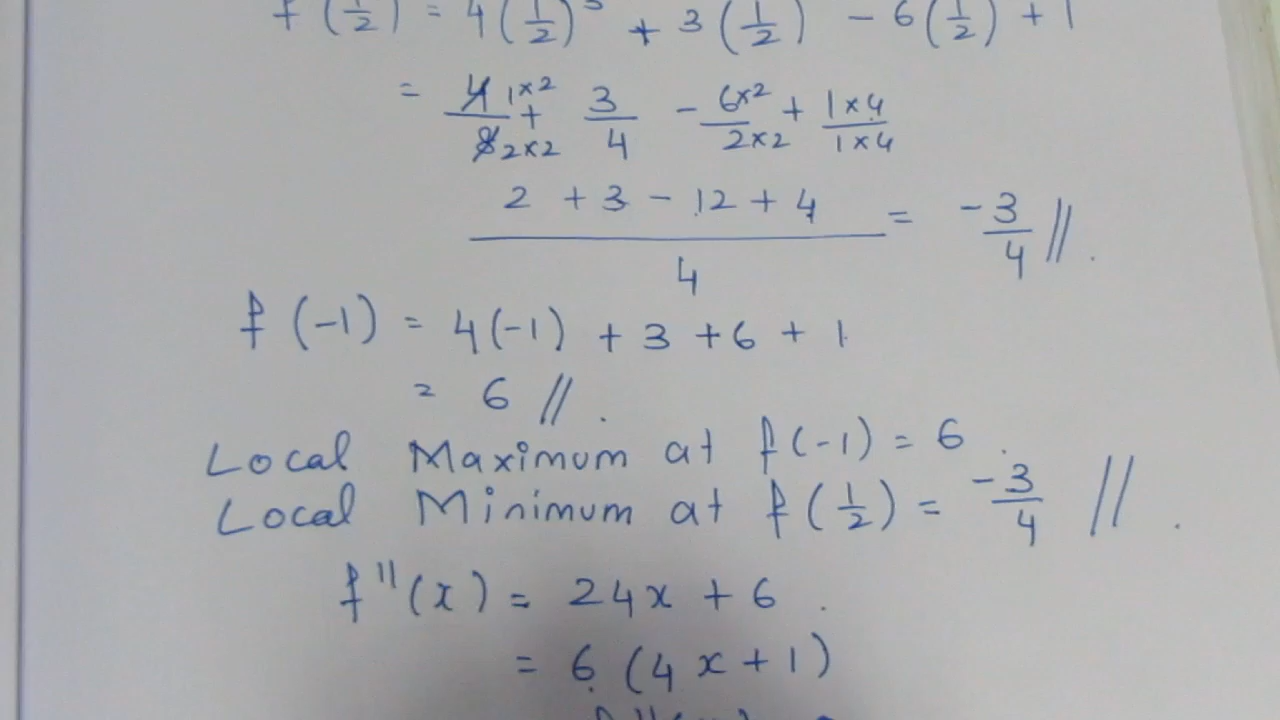 f(1/2) = 4(1/2)³ + 3(1/2) - 6(1/2) + 1
= 4 1×2 / 8 2×2 + 3/4 - 6×2 / 2×2 + 1×4 / 1×4
2 + 3 - 12 + 4 / 4 = -3/4 //.
f(-1) = 4(-1) + 3 + 6 + 1
= 6 //.
Local Maximum at f(-1) = 6.
Local Minimum at f(1/2) = -3/4 //.
f''(x) = 24x + 6.
= 6(4x+1)